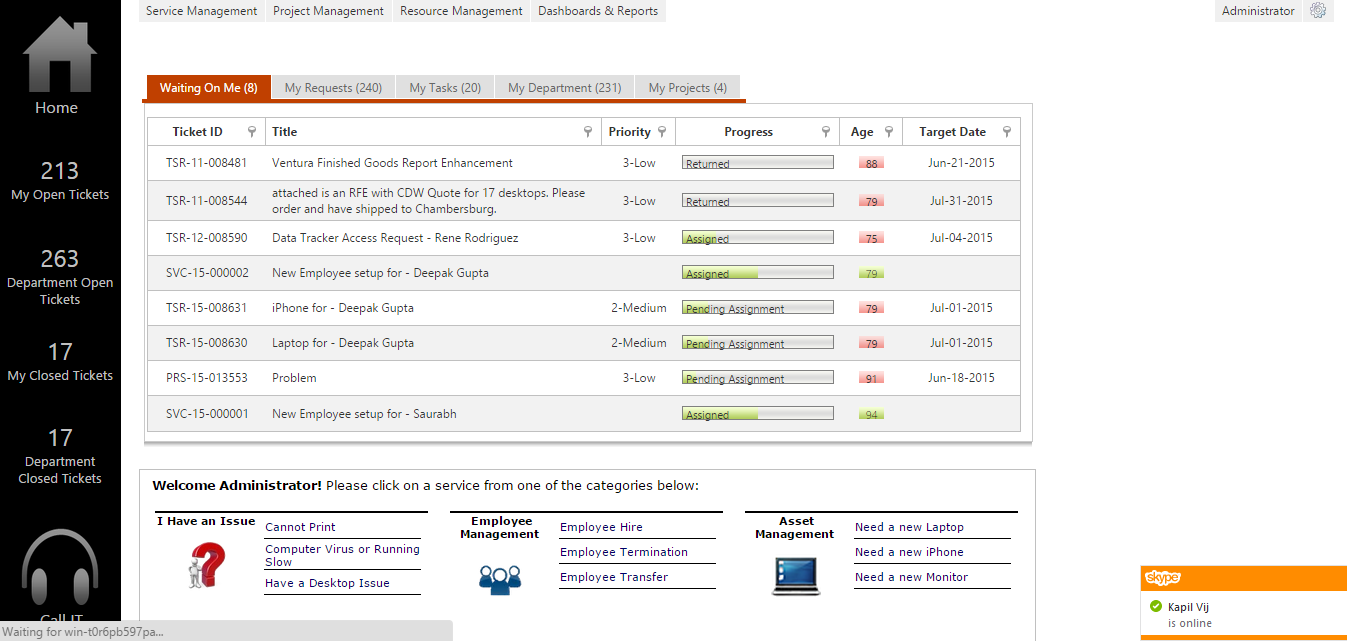 Service Management Project Management Resource Management Dashboards & Reports Administrator
Home
213
My Open Tickets
263
Department Open
Tickets
17
My Closed Tickets
17
Department
Closed Tickets
Call IT
Waiting On Me (8) My Requests (240) My Tasks (20) My Department (231) My Projects (4)
Ticket ID Title Priority Progress Age Target Date
TSR-11-008481 Ventura Finished Goods Report Enhancement 3-Low Returned 88 Jun-21-2015
TSR-11-008544 attached is an RFE with CDW Quote for 17 desktops. Please
order and have shipped to Chambersburg. 3-Low Returned 79 Jul-31-2015
TSR-12-008590 Data Tracker Access Request - Rene Rodriguez 3-Low Assigned 75 Jul-04-2015
SVC-15-000002 New Employee setup for - Deepak Gupta Assigned 79
TSR-15-008631 iPhone for - Deepak Gupta 2-Medium Pending Assignment 79 Jul-01-2015
TSR-15-008630 Laptop for - Deepak Gupta 2-Medium Pending Assignment 79 Jul-01-2015
PRS-15-013553 Problem 3-Low Pending Assignment 91 Jun-18-2015
SVC-15-000001 New Employee setup for - Saurabh Assigned 94
Welcome Administrator! Please click on a service from one of the categories below:
I Have an Issue
Cannot Print
Computer Virus or Running
Slow
Have a Desktop Issue
Employee
Management
Employee Hire
Employee Termination
Employee Transfer
Asset
Management
Need a new Laptop
Need a new iPhone
Need a new Monitor
skype
Kapil Vij
is online
Waiting for win-t0r6pb597pa...